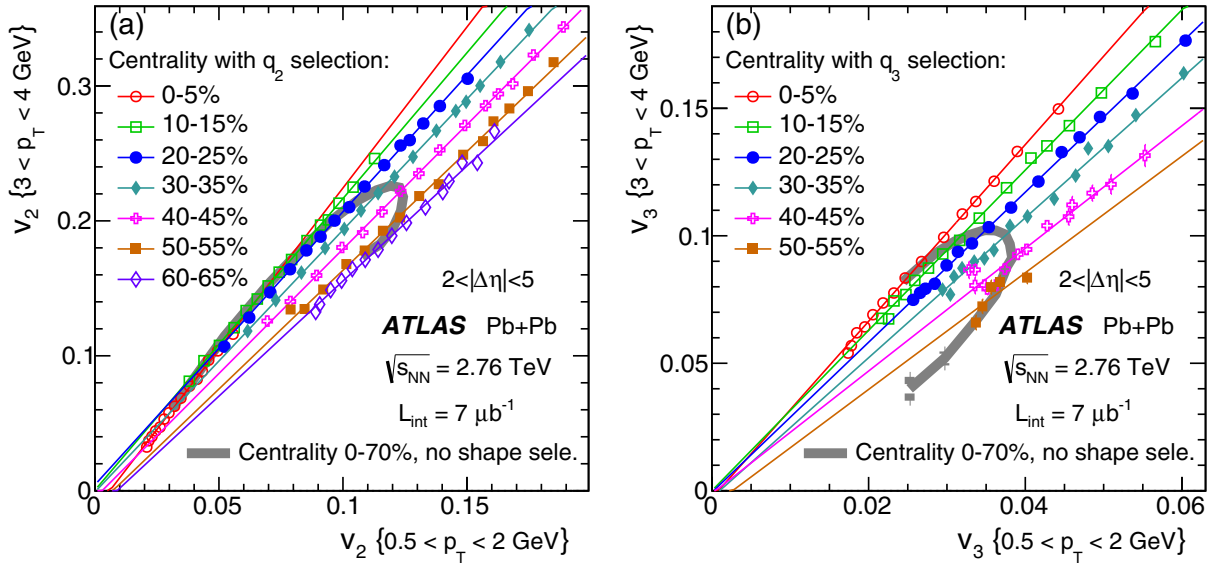 (a)
Centrality with q2 selection:
0-5%
10-15%
20-25%
30-35%
40-45%
50-55%
60-65%
2<|Δη|<5
ATLAS Pb+Pb
√sNN = 2.76 TeV
Lint = 7 μb-1
Centrality 0-70%, no shape sele.
v2 {3 < pT < 4 GeV}
0.3
0.2
0.1
0
0 0.05 0.1 0.15
v2 {0.5 < pT < 2 GeV}
(b)
Centrality with q3 selection:
0-5%
10-15%
20-25%
30-35%
40-45%
50-55%
2<|Δη|<5
ATLAS Pb+Pb
√sNN = 2.76 TeV
Lint = 7 μb-1
Centrality 0-70%, no shape sele.
v3 {3 < pT < 4 GeV}
0.15
0.1
0.05
0
0 0.02 0.04 0.06
v3 {0.5 < pT < 2 GeV}